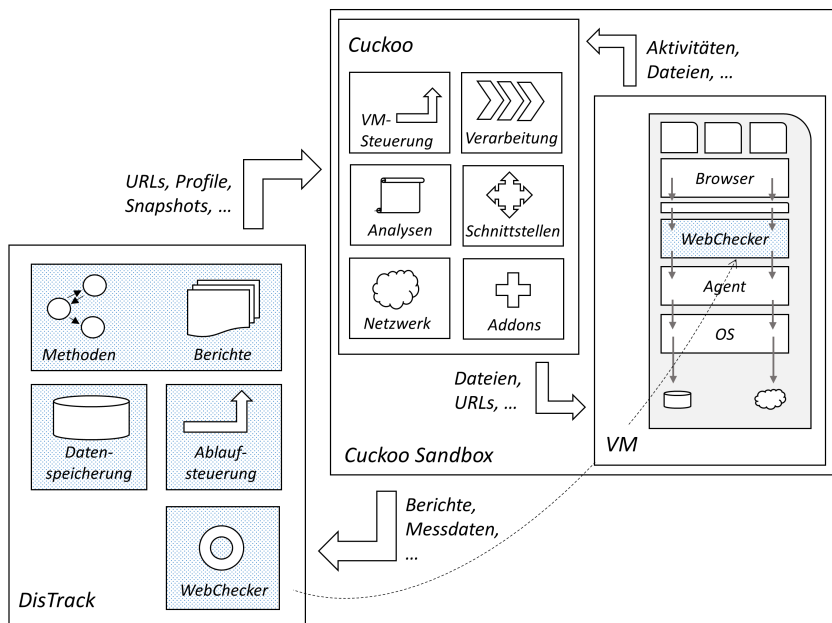 Cuckoo
VM-
Steuerung
Verarbeitung
Analysen
Schnittstellen
Netzwerk
Addons
Aktivitäten,
Dateien, ...
URLs, Profile,
Snapshots, ...
Browser
WebChecker
Agent
OS
VM
Dateien,
URLs, ...
Cuckoo Sandbox
Methoden
Berichte
Daten-
speicherung
Ablauf-
steuerung
WebChecker
DisTrack
Berichte,
Messdaten,
...